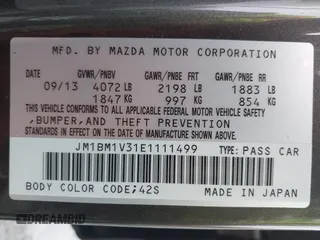 MFD. BY MAZDA MOTOR CORPORATION
GVWR/PNBV GAWR/PNBE FR GAWR/PNBE RR
09/13 4072 LB 2198 LB 1883 LB
1847 KG 997 KG 854 KG
THIS VEHICLE CONFORMS TO ALL APPLICABLE FEDERAL MOTOR VEHICLE SAFETY
,BUMPER,AND THEFT PREVENTION
STANDARDS IN EFFECT ON THE DATE OF MANUFACTURE SHOWN ABOVE.
JM1BM1V31E1111499 TYPE:PASS CAR
BODY COLOR CODE;42S MADE IN JAPAN
DREAMBID